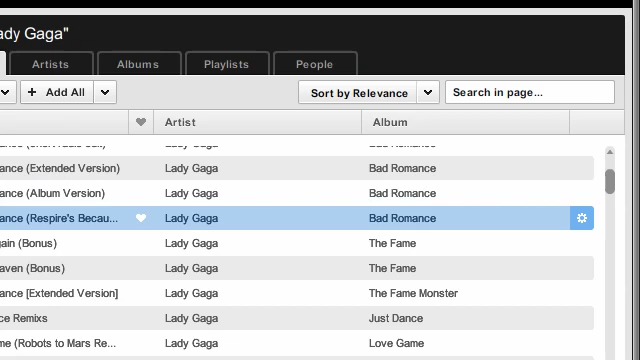 ady Gaga"
Artists Albums Playlists People
+ Add All Sort by Relevance Search in page...
Artist Album
Bad Romance
ance (Extended Version) Lady Gaga Bad Romance
ance (Album Version) Lady Gaga Bad Romance
ance (Respire's Becau... Lady Gaga Bad Romance
gain (Bonus) Lady Gaga The Fame
aven (Bonus) Lady Gaga The Fame
ance [Extended Version] Lady Gaga The Fame Monster
ce Remixs Lady Gaga Just Dance
me (Robots to Mars Re... Lady Gaga Love Game